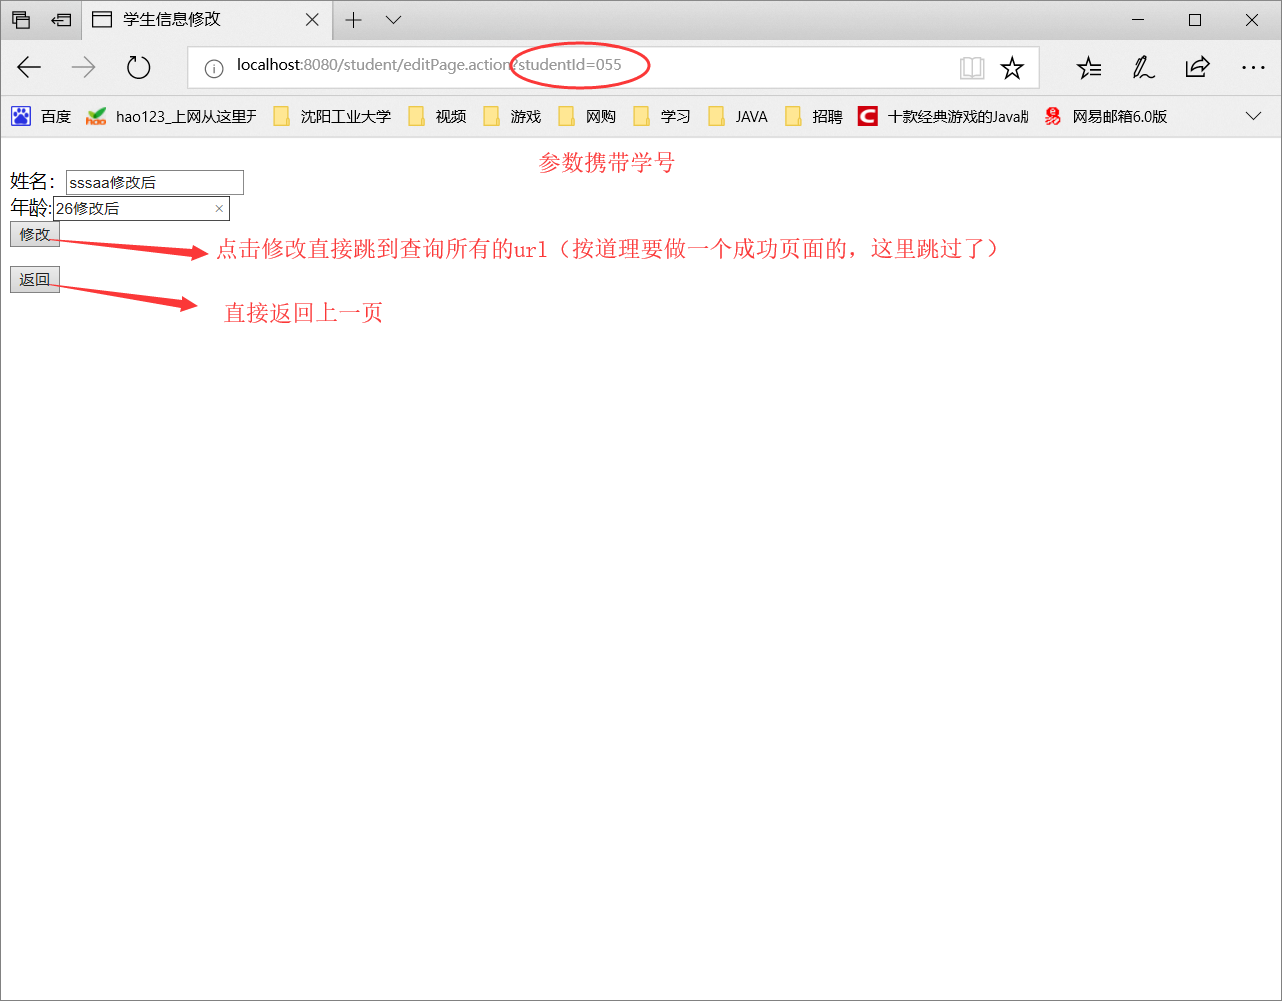 学生信息修改
localhost:8080/student/editPage.action?studentId=055
百度 hao123_上网从这里开 沈阳工业大学 视频 游戏 网购 学习 JAVA 招聘 十款经典游戏的Java版 网易邮箱6.0版
参数携带学号
姓名: sssaa修改后
年龄:26修改后
修改
点击修改直接跳到查询所有的url（按道理要做一个成功页面的，这里跳过了）
返回
直接返回上一页